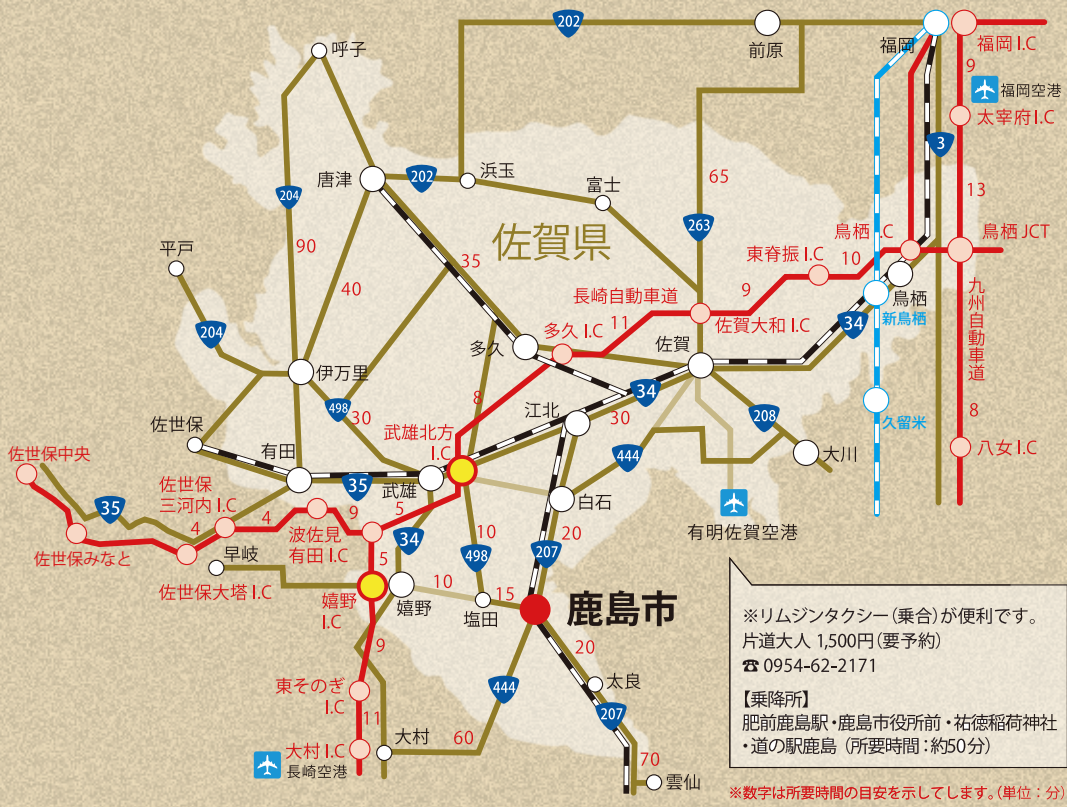 202
前原
福岡
福岡I.C
9
福岡空港
太宰府I.C
3
13
呼子
唐津
202
浜玉
富士
65
263
204
90
佐賀県
35
40
平戸
204
鳥栖I.C
鳥栖JCT
東脊振I.C
10
9
長崎自動車道
佐賀大和I.C
鳥栖
新鳥栖
34
九州自動車道
多久I.C
11
多久
佐賀
伊万里
8
34
498
30
江北
30
208
久留米
8
佐世保
有田
武雄北方
I.C
444
大川
八女I.C
佐世保中央
35
武雄
白石
有明佐賀空港
35
佐世保
三河内I.C
4
4
9
5
波佐見
有田I.C
34
10
20
佐世保みなと
早岐
5
498
207
佐世保大塔I.C
嬉野
I.C
嬉野
10
15
塩田
鹿島市
9
20
東そのぎ
I.C
444
太良
207
11
大村I.C
長崎空港
大村
60
70
雲仙
※リムジンタクシー(乗合)が便利です。
片道大人 1,500円(要予約)
☎ 0954-62-2171
【乗降所】
肥前鹿島駅・鹿島市役所前・祐徳稲荷神社
・道の駅鹿島（所要時間：約50分）
※数字は所要時間の目安を示してします。(単位：分)